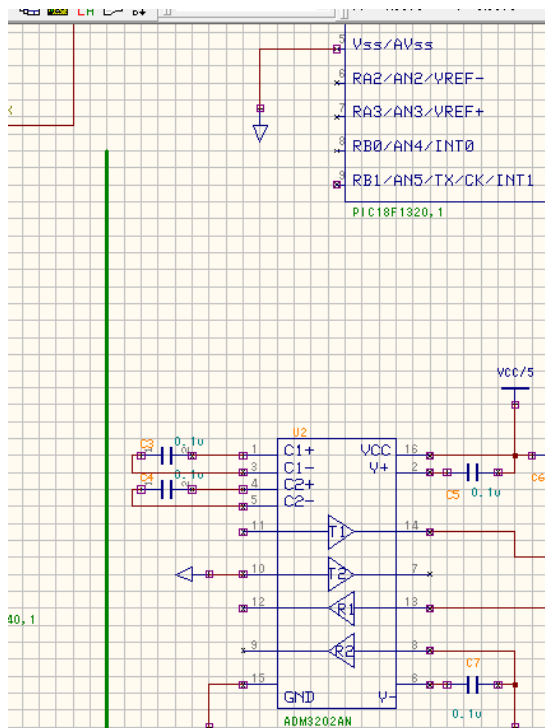 5 Vss/AVss
6 RA2/AN2/VREF-
7 RA3/AN3/VREF+
8 RB0/AN4/INT0
9 RB1/AN5/TX/CK/INT1
PIC18F1320,1
VCC/5
U2
C3 0.1u
1 C1+ VCC 16
3 C1- V+ 2
C4 0.1u
4 C2+
5 C2-
C5 0.1u
C6
11 T1 14
10 T2 7
12 R1 13
9 R2 8
40,1
15 GND V- 6
C7
0.1u
ADM3202AN